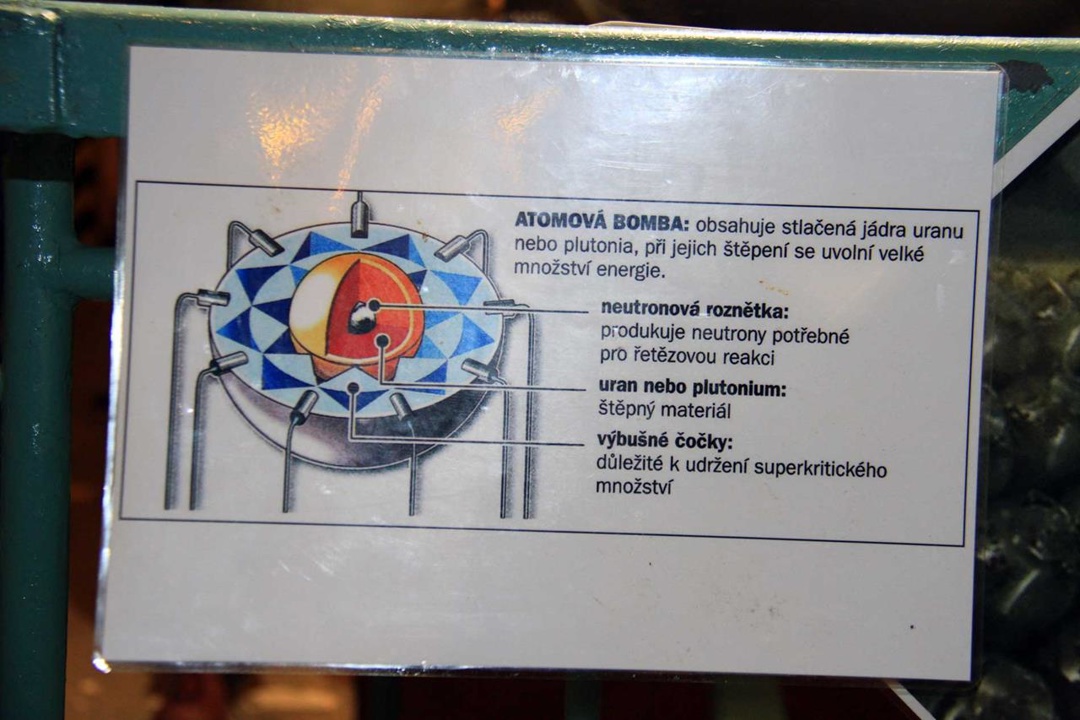 ATOMOVÁ BOMBA: obsahuje stlačená jádra uranu
nebo plutonia, při jejich štěpení se uvolní velké
množství energie.
neutronová roznětka:
produkuje neutrony potřebné
pro řetězovou reakci
uran nebo plutonium:
štěpný materiál
výbušné čočky:
důležité k udržení superkritického
množství